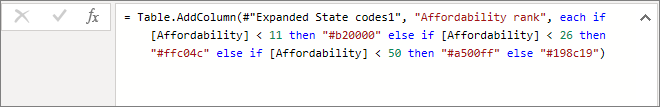 = Table.AddColumn(#"Expanded State codes1", "Affordability rank", each if
[Affordability] < 11 then "#b20000" else if [Affordability] < 26 then
"#ffc04c" else if [Affordability] < 50 then "#a500ff" else "#198c19")